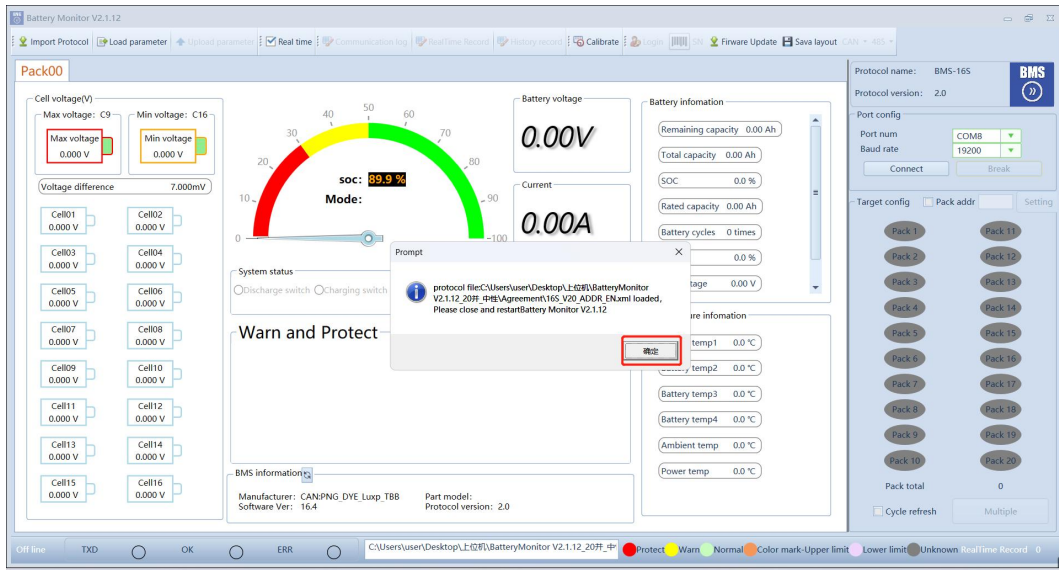 Battery Monitor V2.1.12
Import Protocol Load parameter Upload parameter Real time Communication log RealTime Record History record Calibrate Login SN Firware Update Sava layout CAN 485
Pack00
Cell voltage(V)
Max voltage: C9 Min voltage: C16
Max voltage
0.000 V
Min voltage
0.000 V
Voltage difference 7.000mV
Cell01
0.000 V
Cell02
0.000 V
Cell03
0.000 V
Cell04
0.000 V
Cell05
0.000 V
Cell06
0.000 V
Cell07
0.000 V
Cell08
0.000 V
Cell09
0.000 V
Cell10
0.000 V
Cell11
0.000 V
Cell12
0.000 V
Cell13
0.000 V
Cell14
0.000 V
Cell15
0.000 V
Cell16
0.000 V
0
10
20
30
40
50
60
70
80
90
100
soc: 89.9 %
Mode:
System status
Discharge switch Charging switch
Warn and Protect
BMS information
Manufacturer: CAN:PNG_DYE_Luxp_TBB Part model:
Software Ver: 16.4 Protocol version: 2.0
Battery voltage
0.00V
Current
0.00A
Battery infomation
Remaining capacity 0.00 Ah
Total capacity 0.00 Ah
SOC 0.0 %
Rated capacity 0.00 Ah
Battery cycles 0 times
0.0 %
tage 0.00 V
ure infomation
temp1 0.0 ℃
Battery temp2 0.0 ℃
Battery temp3 0.0 ℃
Battery temp4 0.0 ℃
Ambient temp 0.0 ℃
Power temp 0.0 ℃
Prompt
protocol file:C:\Users\user\Desktop\上位机\BatteryMonitor
V2.1.12_20并_中性\Agreement\16S_V20_ADDR_EN.xml loaded,
Please close and restartBattery Monitor V2.1.12
确定
Protocol name: BMS-16S
Protocol version: 2.0
BMS
Port config
Port num COM8
Baud rate 19200
Connect Break
Target config Pack addr Setting
Pack 1 Pack 11
Pack 2 Pack 12
Pack 3 Pack 13
Pack 4 Pack 14
Pack 5 Pack 15
Pack 6 Pack 16
Pack 7 Pack 17
Pack 8 Pack 18
Pack 9 Pack 19
Pack 10 Pack 20
Pack total 0
Cycle refresh Multiple
Off line TXD OK ERR C:\Users\user\Desktop\上位机\BatteryMonitor V2.1.12_20并_中 Protect Warn Normal Color mark-Upper limit Lower limit Unknown RealTime Record 0